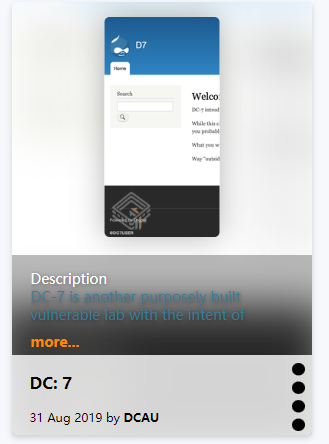 D7
Home
Search
Welco
DC-7 introd
While this c
you probabl
What you w
Way "outsid
Powered by
@DC7USER
Description
DC-7 is another purposely built
vulnerable lab with the intent of
more...
DC: 7
31 Aug 2019 by DCAU